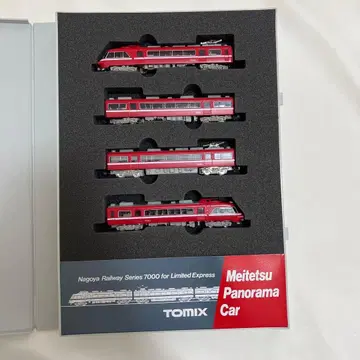 Nagoya Railway Series 7000 for Limited Express
TOMIX
Meitetsu
Panorama
Car